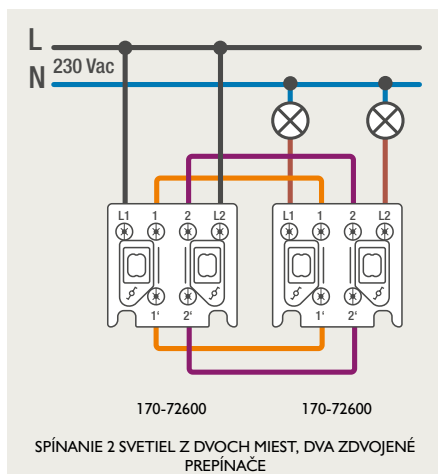 L
230 Vac
N
L1 1 2 L2
L1 1 2 L2
1' 2'
1' 2'
170-72600
170-72600
SPÍNANIE 2 SVETIEL Z DVOCH MIEST, DVA ZDVOJENÉ
PREPÍNAČE